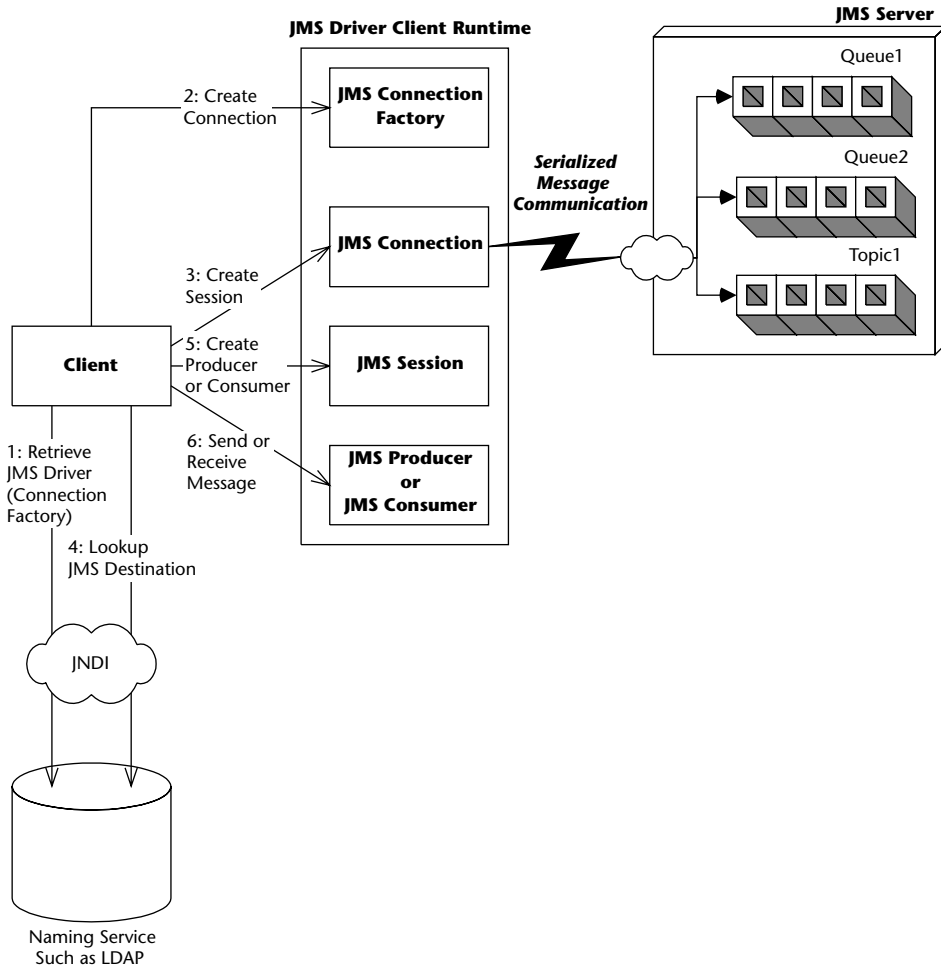 JMS Server
JMS Driver Client Runtime
Queue1
2: Create
Connection
JMS Connection
Factory
Serialized
Message
Communication
Queue2
JMS Connection
Topic1
3: Create
Session
Client
5: Create
Producer
or Consumer
JMS Session
1: Retrieve
JMS Driver
(Connection
Factory)
6: Send or
Receive
Message
JMS Producer
or
JMS Consumer
4: Lookup
JMS Destination
JNDI
Naming Service
Such as LDAP